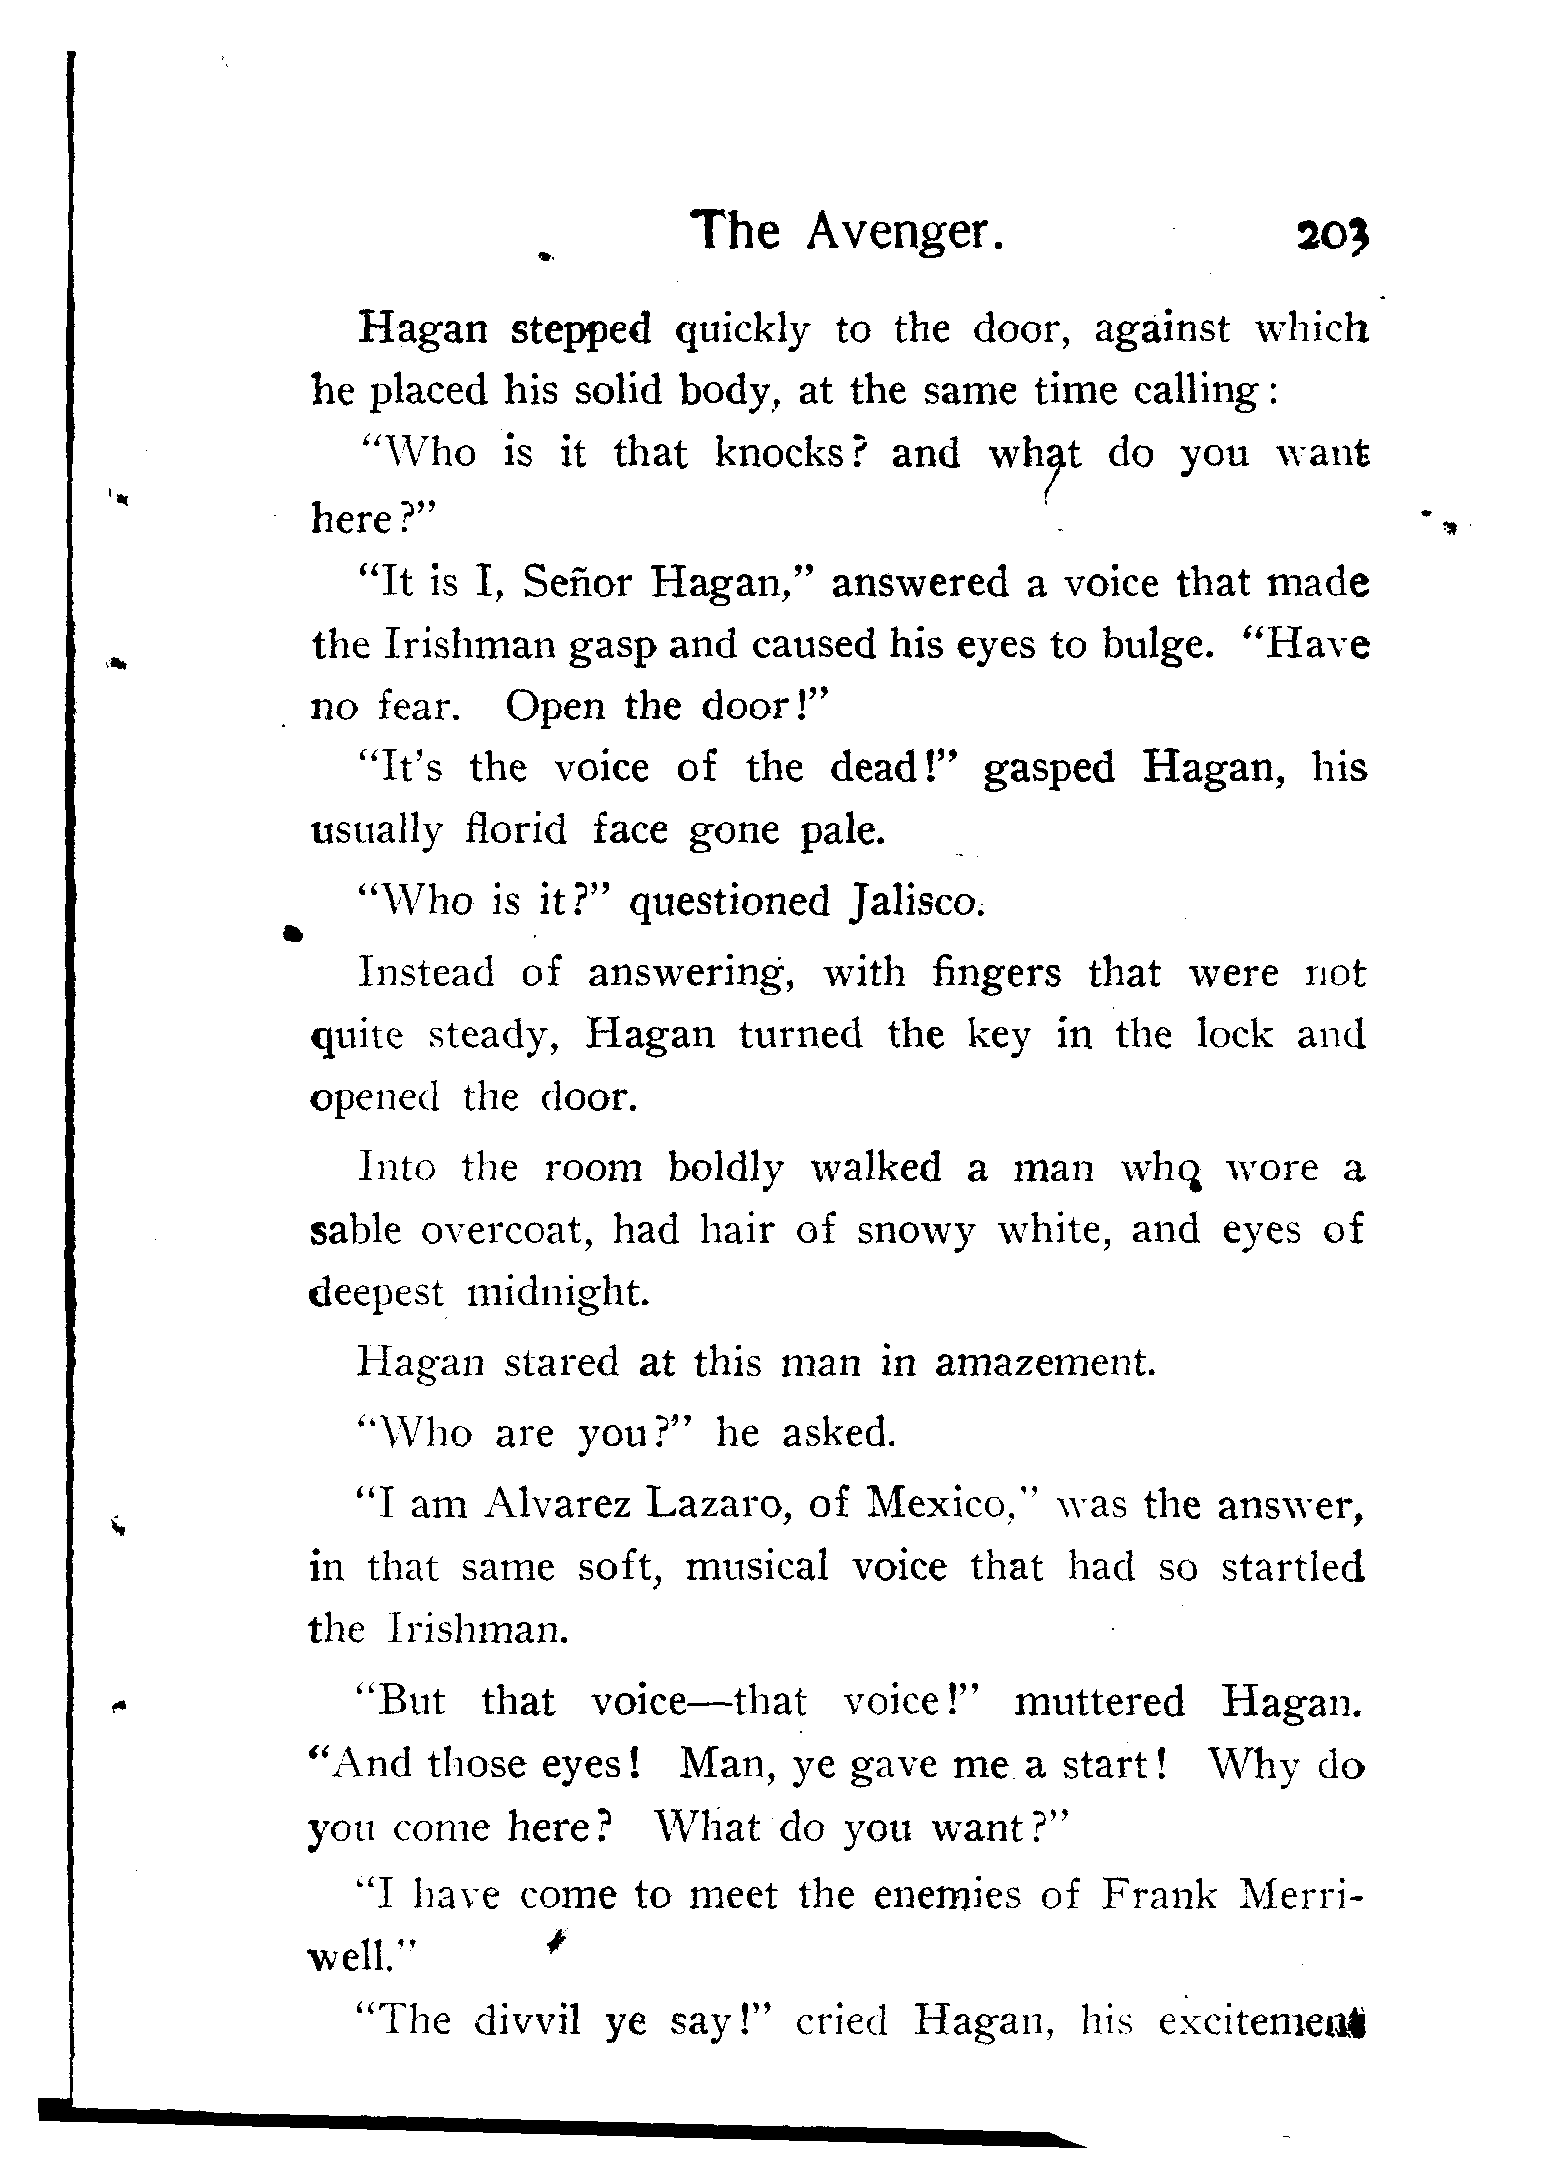 The Avenger. 203
Hagan stepped quickly to the door, against which
he placed his solid body, at the same time calling:
"Who is it that knocks? and what do you want
here?"
"It is I, Señor Hagan," answered a voice that made
the Irishman gasp and caused his eyes to bulge. "Have
no fear. Open the door!"
"It's the voice of the dead!" gasped Hagan, his
usually florid face gone pale.
"Who is it?" questioned Jalisco.
Instead of answering, with fingers that were not
quite steady, Hagan turned the key in the lock and
opened the door.
Into the room boldly walked a man who wore a
sable overcoat, had hair of snowy white, and eyes of
deepest midnight.
Hagan stared at this man in amazement.
"Who are you?" he asked.
"I am Alvarez Lazaro, of Mexico," was the answer,
in that same soft, musical voice that had so startled
the Irishman.
"But that voice—that voice!" muttered Hagan.
"And those eyes! Man, ye gave me a start! Why do
you come here? What do you want?"
"I have come to meet the enemies of Frank Merri-
well."
"The divvil ye say!" cried Hagan, his excitement